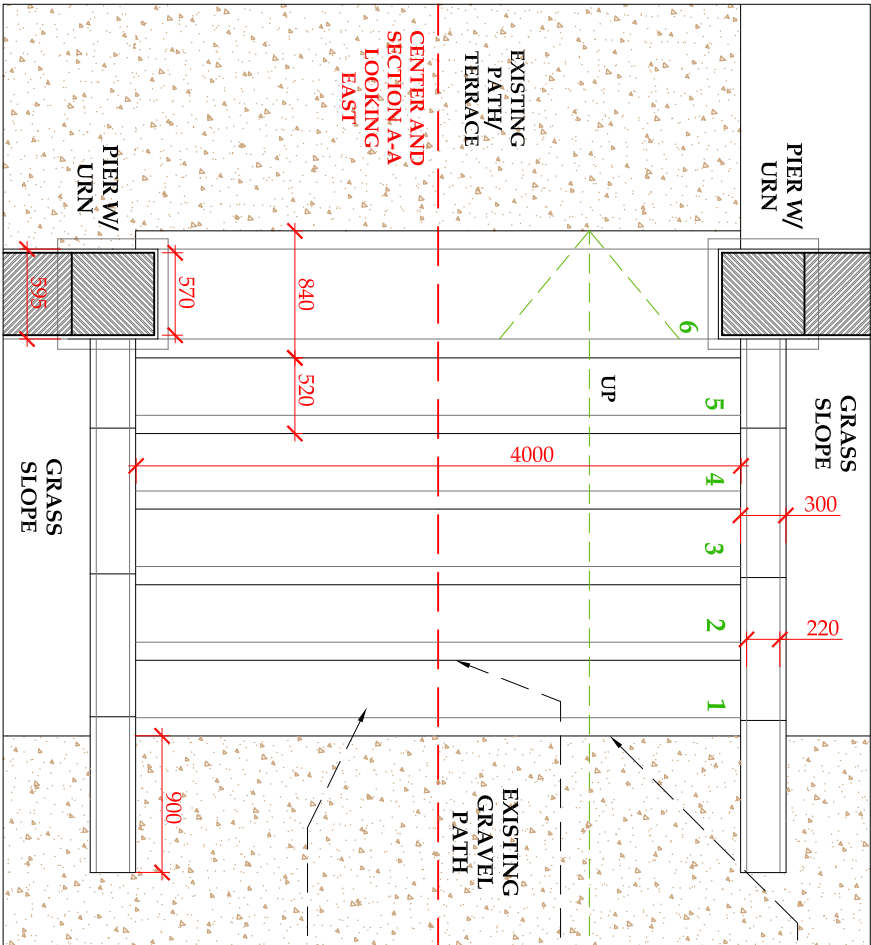 EXISTING
PATH/
TERRACE
CENTER AND
SECTION A-A
LOOKING
EAST
PIER W/
URN
PIER W/
URN
595
570
840
520
6
5
4
3
2
1
UP
4000
300
220
GRASS
SLOPE
GRASS
SLOPE
900
EXISTING
GRAVEL
PATH